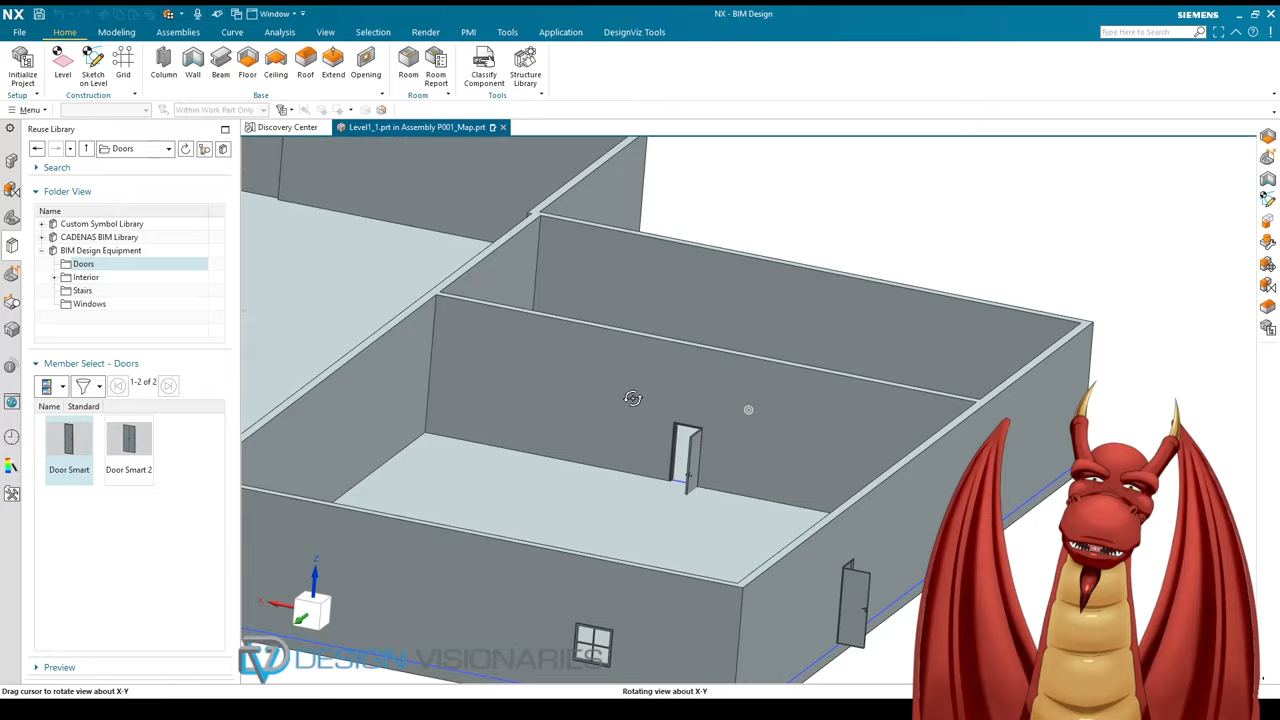 NX
Window
NX - BIM Design
SIEMENS
File
Home
Modeling
Assemblies
Curve
Analysis
View
Selection
Render
PMI
Tools
Application
DesignViz Tools
Type Here to Search
Initialize
Project
Level
Sketch
on Level
Grid
Column
Wall
Beam
Floor
Ceiling
Roof
Extend
Opening
Room
Room
Report
Classify
Component
Structure
Library
Setup
Construction
Base
Room
Tools
Menu
Within Work Part Only
Reuse Library
Discovery Center
Level1_1.prt in Assembly P001_Map.prt
Doors
Search
Folder View
Name
Custom Symbol Library
CADENAS BIM Library
BIM Design Equipment
Doors
Interior
Stairs
Windows
Member Select - Doors
1-2 of 2
Name
Standard
Door Smart
Door Smart 2
Z
X
DV DESIGN VISIONARIES
Preview
Drag cursor to rotate view about X-Y
Rotating view about X-Y